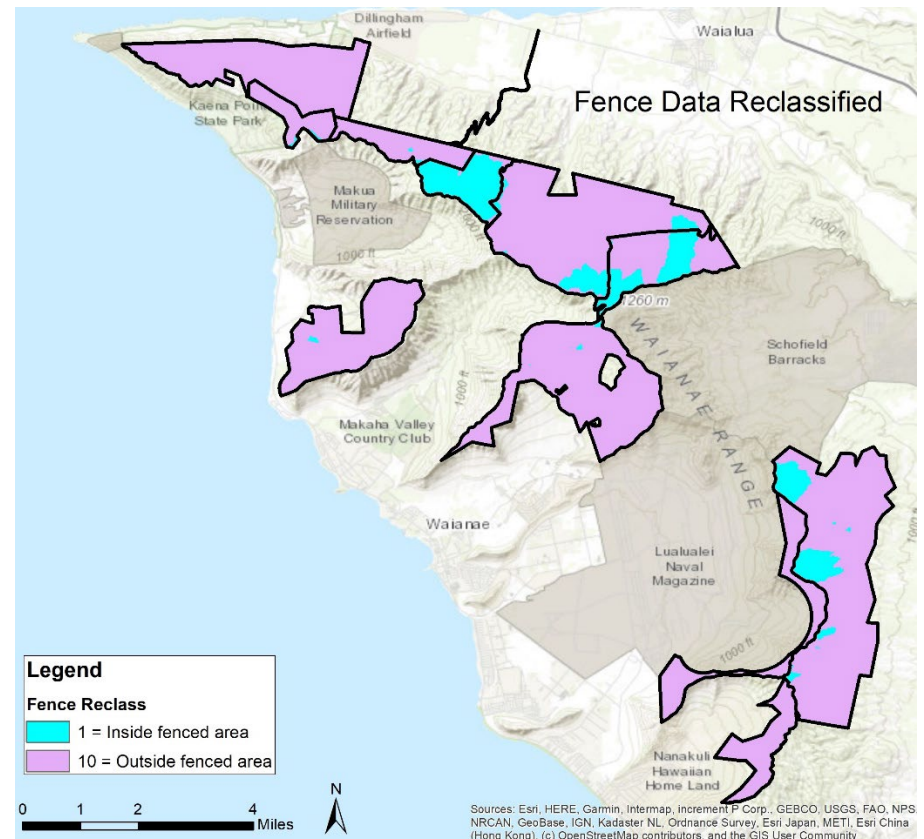 Dillingham
Airfield
Waialua
Fence Data Reclassified
Kaena Point
State Park
Makua
Military
Reservation
1000 ft
1000 ft
1260 m
WAIANAE RANGE
Schofield
Barracks
1000 ft
Makaha Valley
Country Club
Waianae
Lualualei
Naval
Magazine
1000 ft
1000 ft
Nanakuli
Hawaiian
Home Land
Legend
Fence Reclass
1 = Inside fenced area
10 = Outside fenced area
0 1 2 4
Miles
N
Sources: Esri, HERE, Garmin, Intermap, increment P Corp., GEBCO, USGS, FAO, NPS,
NRCAN, GeoBase, IGN, Kadaster NL, Ordnance Survey, Esri Japan, METI, Esri China
(Hong Kong), (c) OpenStreetMap contributors, and the GIS User Community